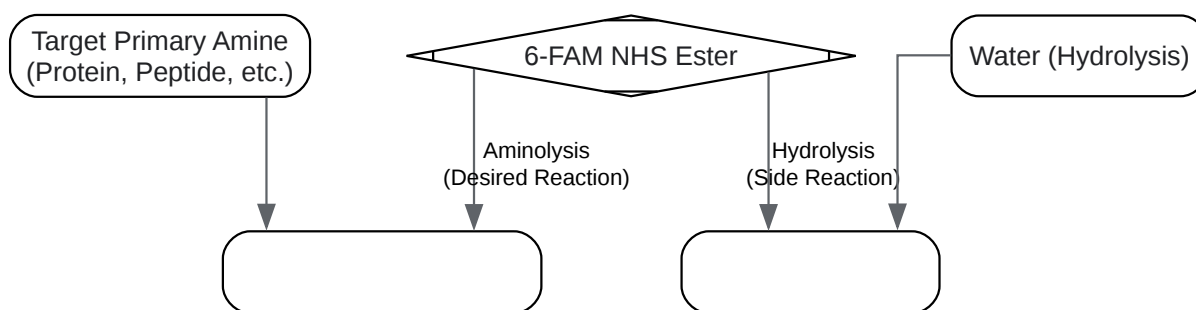 Target Primary Amine
(Protein, Peptide, etc.)
6-FAM NHS Ester
Water (Hydrolysis)
Aminolysis
(Desired Reaction)
Hydrolysis
(Side Reaction)